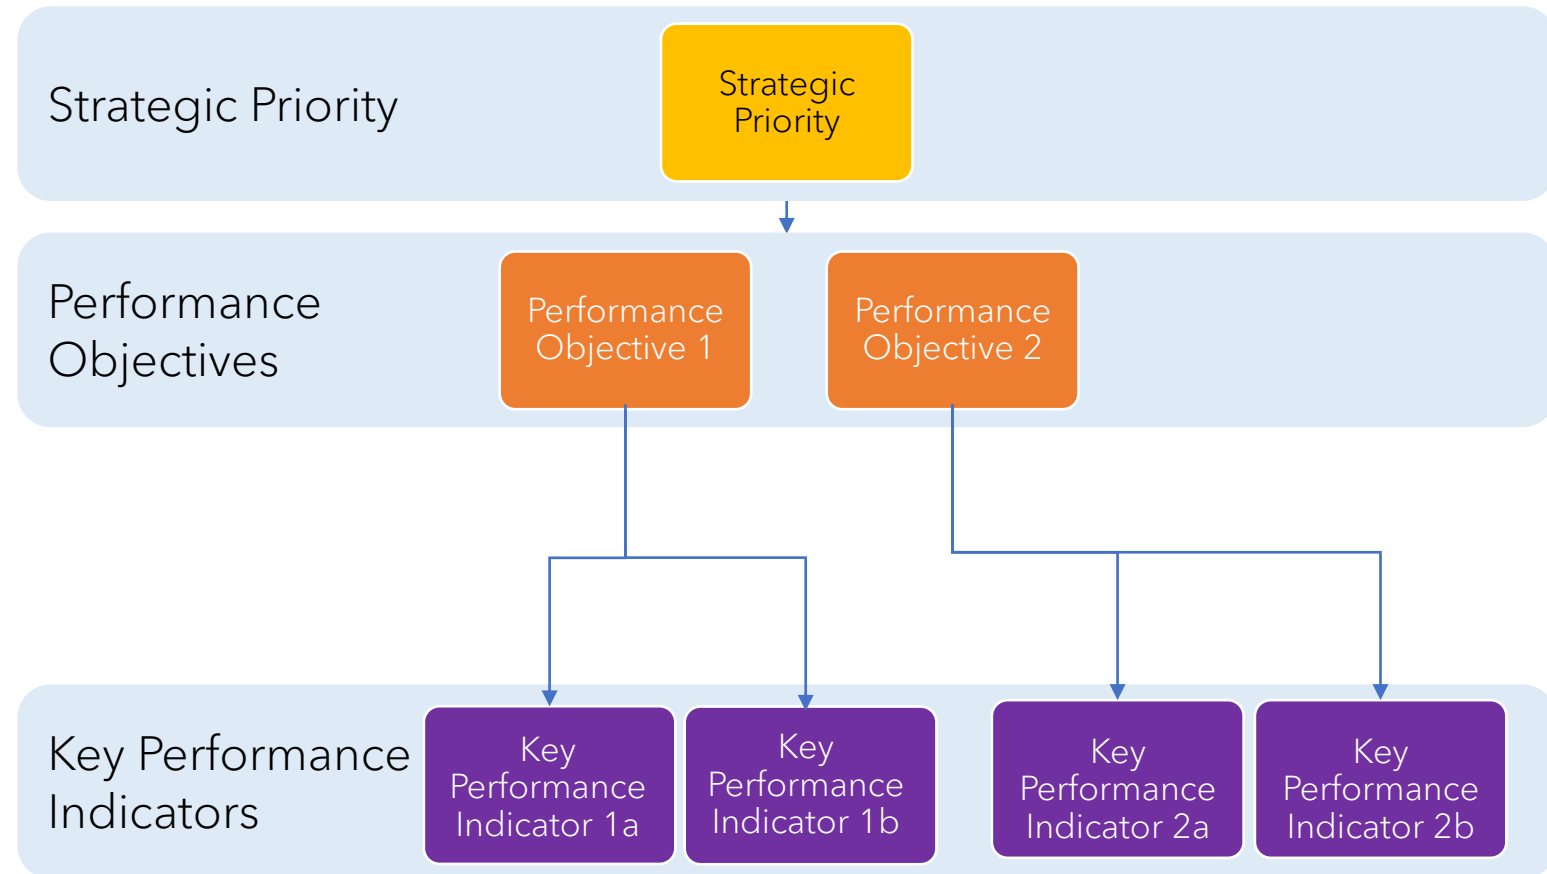 Strategic Priority
Strategic
Priority
Performance
Objectives
Performance
Objective 1
Performance
Objective 2
Key Performance
Indicators
Key
Performance
Indicator 1a
Key
Performance
Indicator 1b
Key
Performance
Indicator 2a
Key
Performance
Indicator 2b